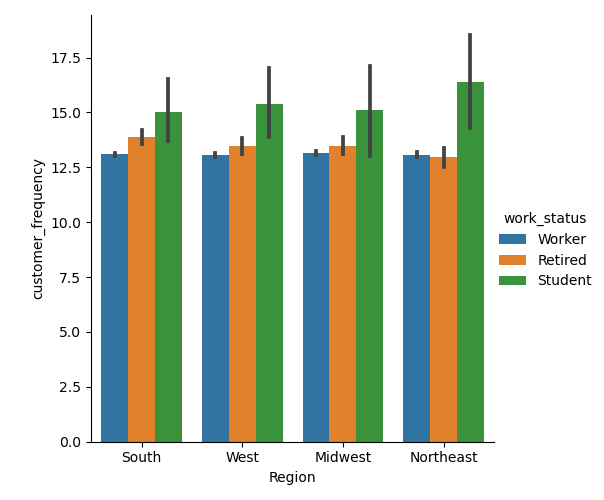 customer_frequency
17.5
15.0
12.5
10.0
7.5
5.0
2.5
0.0
South West Midwest Northeast
Region
work_status
Worker
Retired
Student